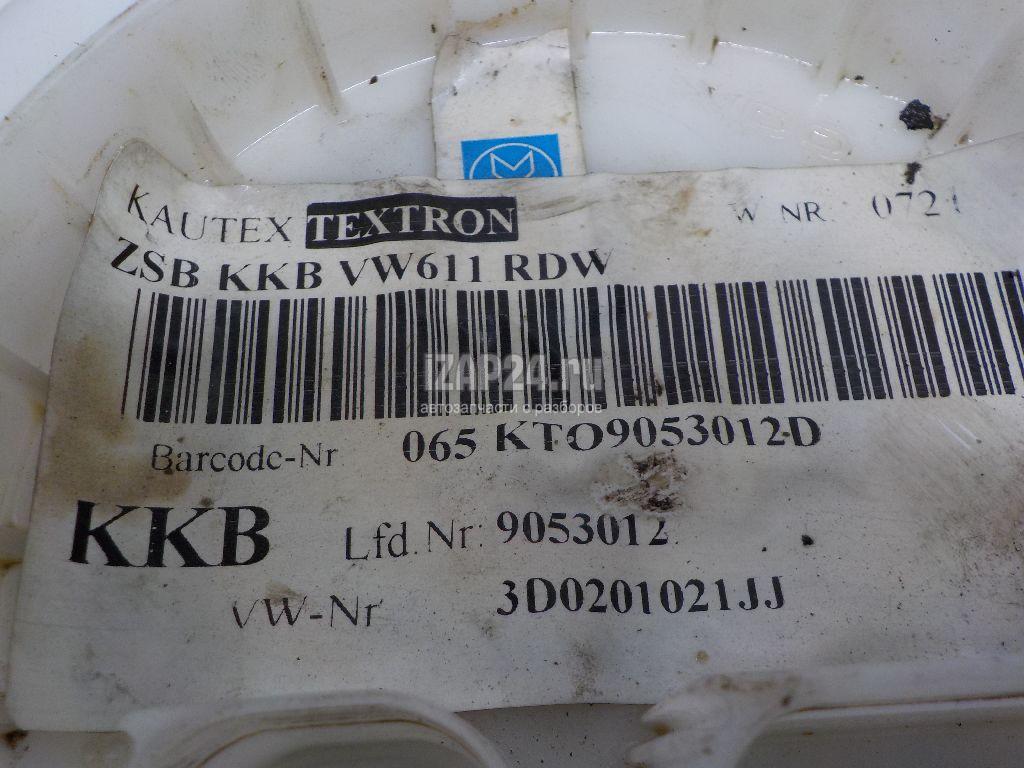 KAUTEX TEXTRON W NR. 0721
ZSB KKB VW611 RDW
iZAP24.ru
автозапчасти с разборов
Barcode-Nr 065 KTO9053012-D
KKB Lfd. Nr: 9053012
VW-Nr 3D0201021JJ